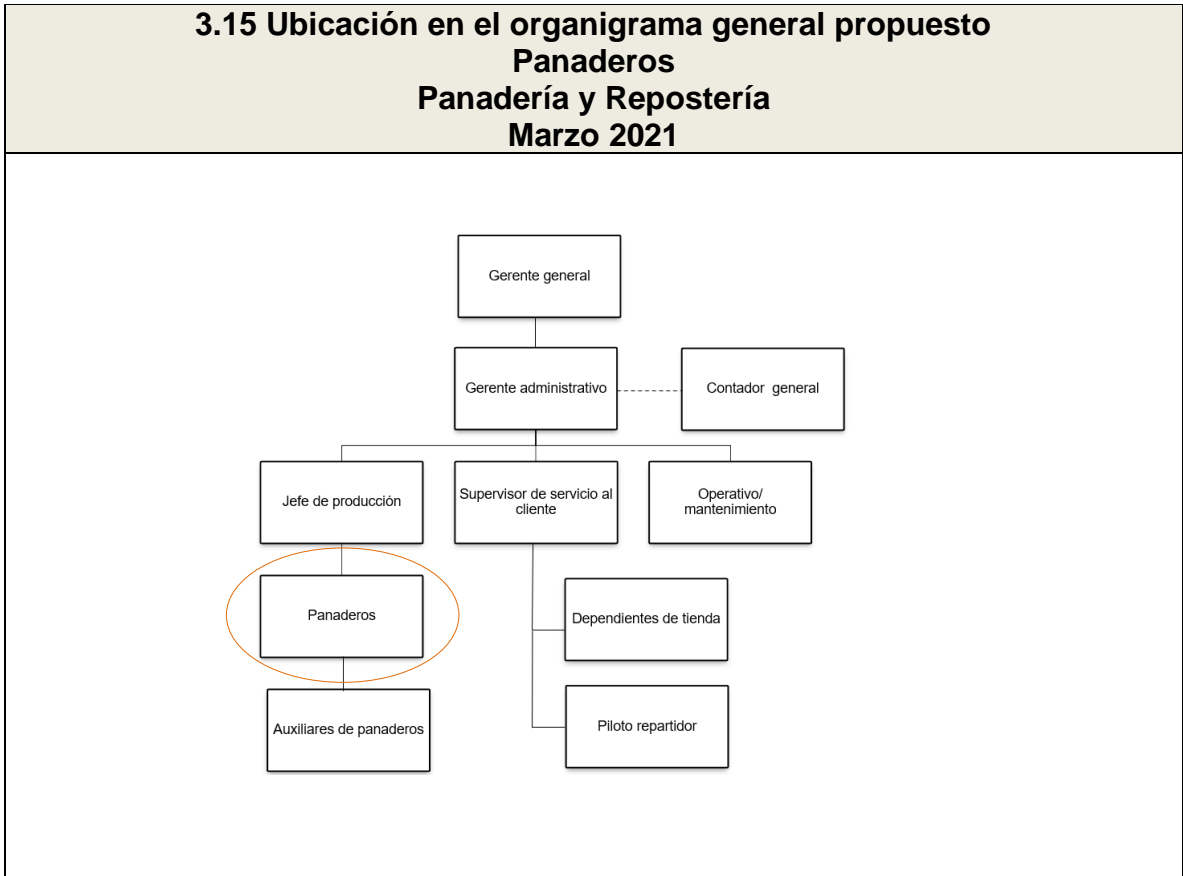 3.15 Ubicación en el organigrama general propuesto
Panaderos
Panadería y Repostería
Marzo 2021
Gerente general
Gerente administrativo
Contador general
Jefe de producción
Supervisor de servicio al
cliente
Operativo/
mantenimiento
Panaderos
Dependientes de tienda
Auxiliares de panaderos
Piloto repartidor